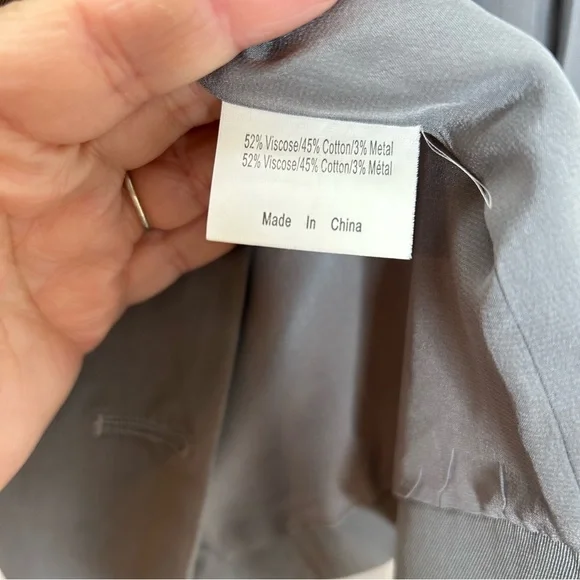 52% Viscose/45% Cotton/3% Metal
52% Viscose/45% Cotton/3% Métal
Made In China